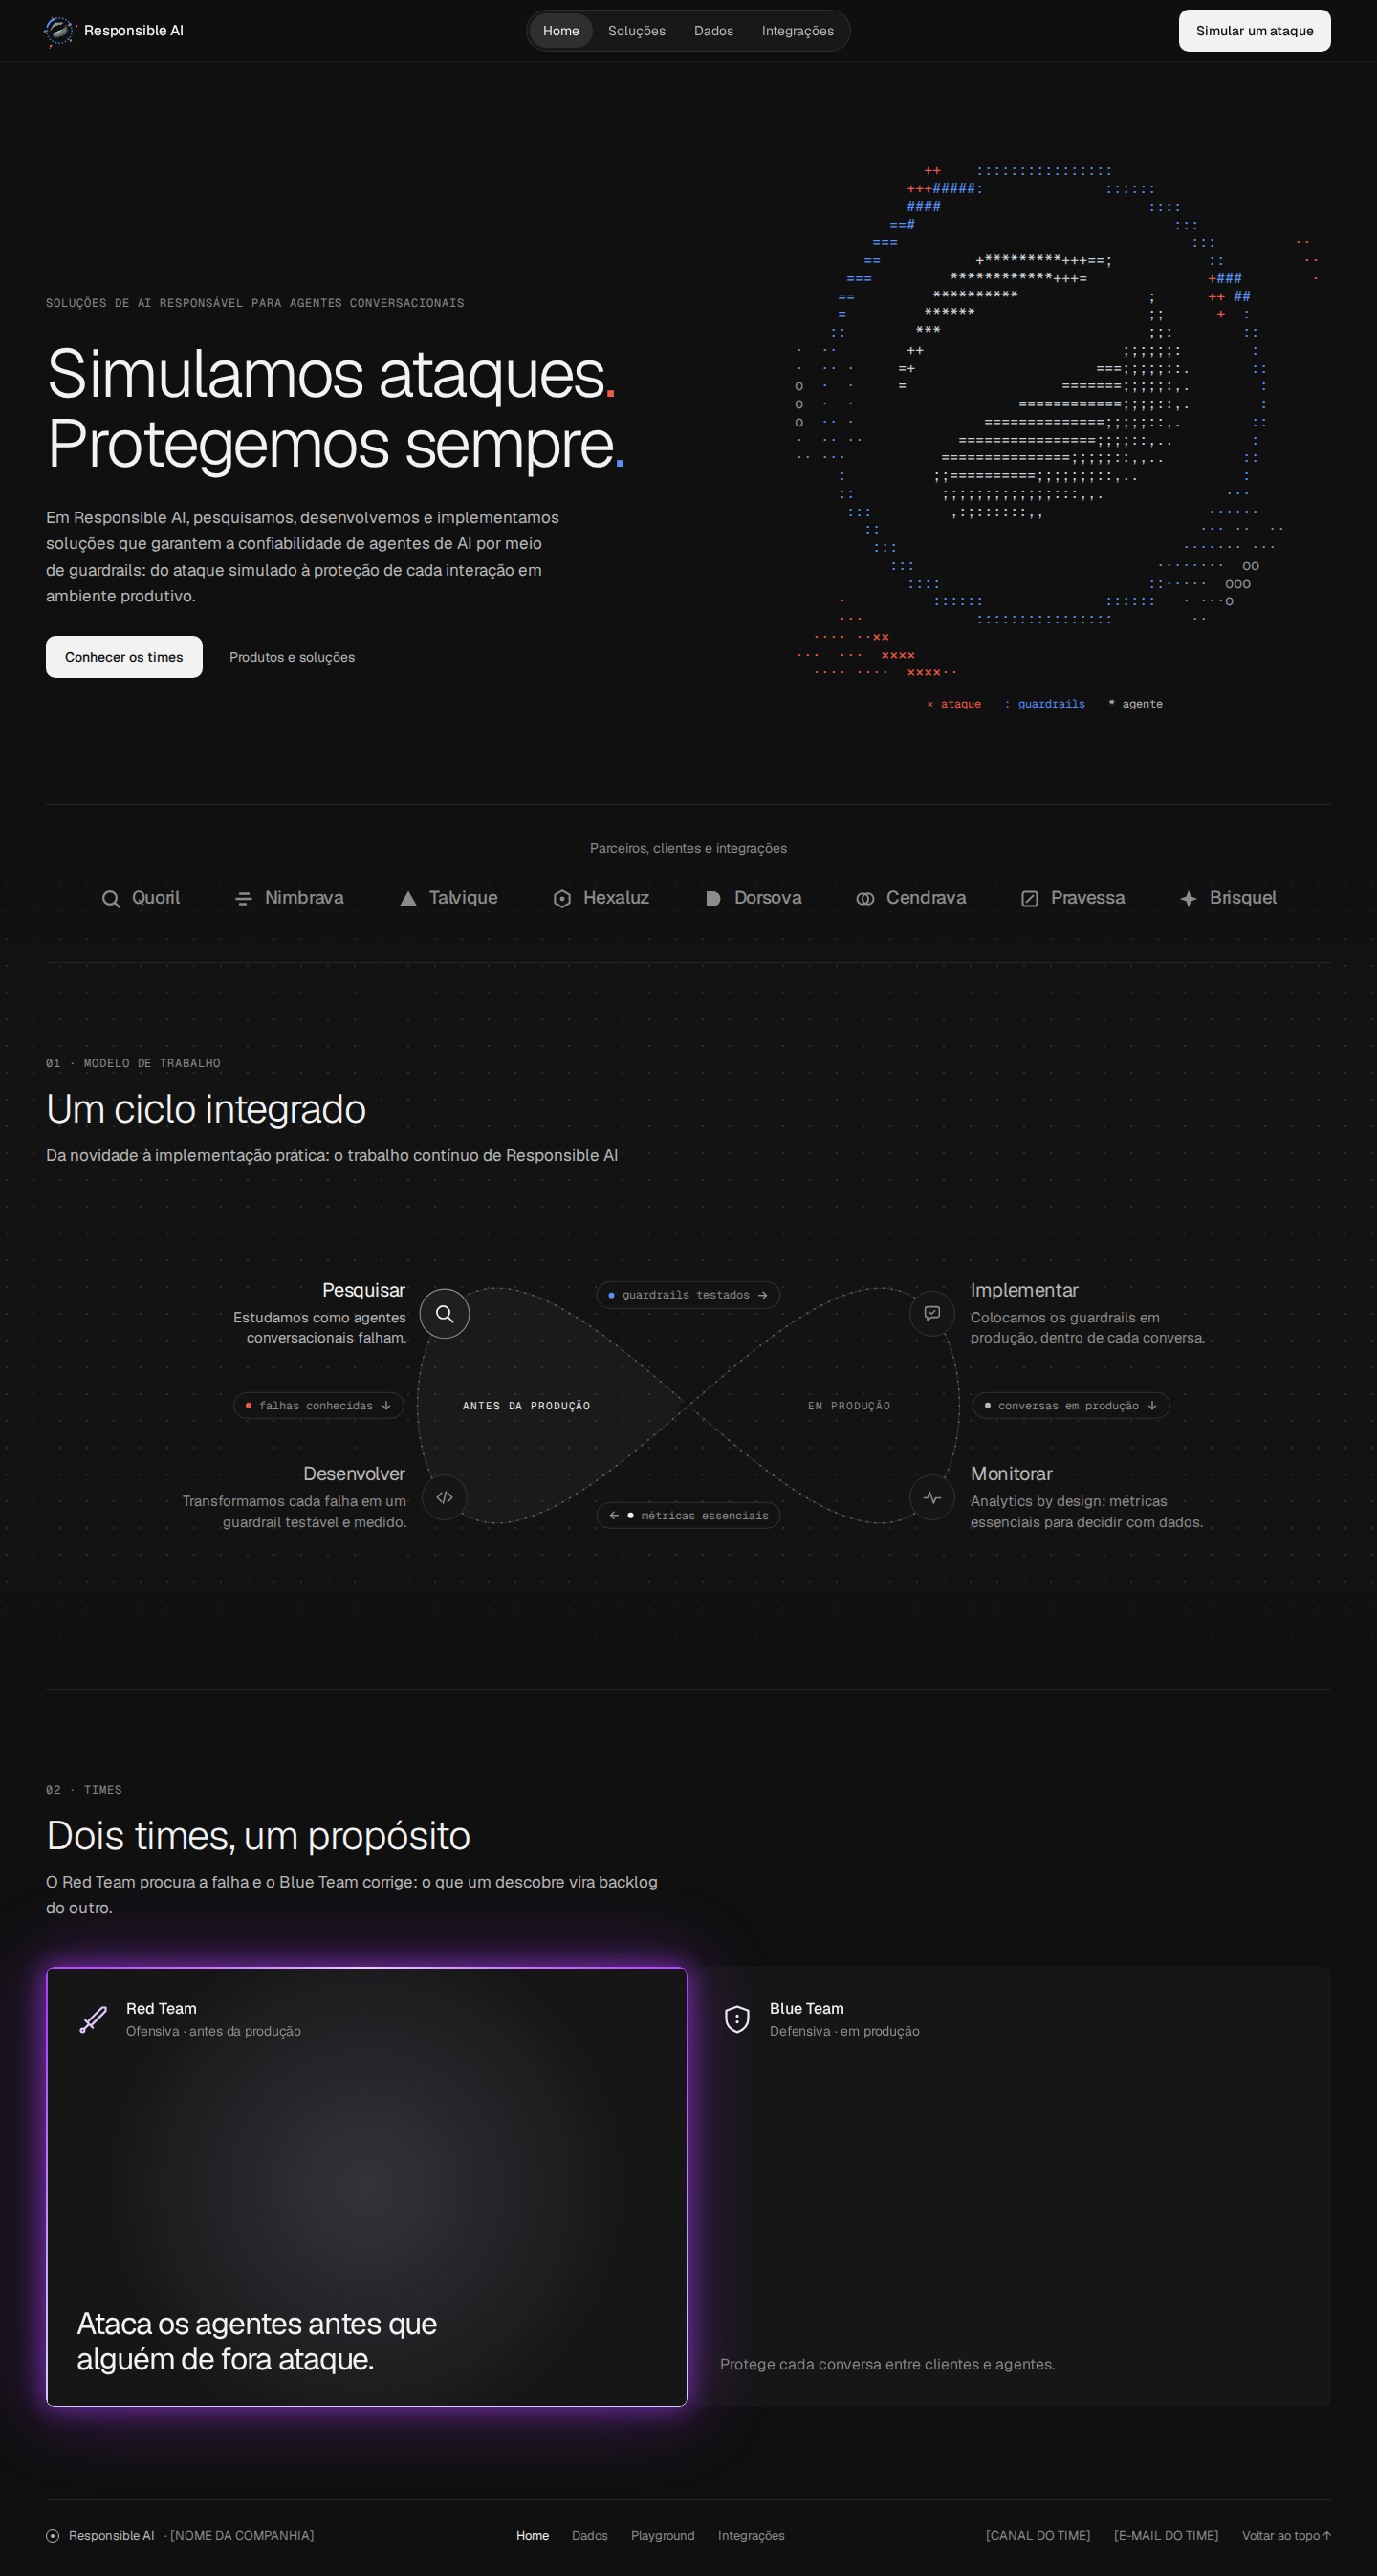 Responsible AI
Home Soluções Dados Integrações
Simular um ataque
SOLUÇÕES DE AI RESPONSÁVEL PARA AGENTES CONVERSACIONAIS
Simulamos ataques.
Protegemos sempre.
Em Responsible AI, pesquisamos, desenvolvemos e implementamos
soluções que garantem a confiabilidade de agentes de AI por meio
de guardrails: do ataque simulado à proteção de cada interação em
ambiente produtivo.
Conhecer os times
Produtos e soluções
× ataque : guardrails * agente
Parceiros, clientes e integrações
Quoril Nimbrava Talvique Hexaluz Dorsova Cendrava Pravessa Brisquel
01 · MODELO DE TRABALHO
Um ciclo integrado
Da novidade à implementação prática: o trabalho contínuo de Responsible AI
Pesquisar
Estudamos como agentes
conversacionais falham.
guardrails testados →
Implementar
Colocamos os guardrails em
produção, dentro de cada conversa.
falhas conhecidas ↓
ANTES DA PRODUÇÃO
EM PRODUÇÃO
conversas em produção ↓
Desenvolver
Transformamos cada falha em um
guardrail testável e medido.
← métricas essenciais
Monitorar
Analytics by design: métricas
essenciais para decidir com dados.
02 · TIMES
Dois times, um propósito
O Red Team procura a falha e o Blue Team corrige: o que um descobre vira backlog
do outro.
Red Team
Ofensiva · antes da produção
Ataca os agentes antes que
alguém de fora ataque.
Blue Team
Defensiva · em produção
Protege cada conversa entre clientes e agentes.
Responsible AI · [NOME DA COMPANHIA]
Home Dados Playground Integrações
[CANAL DO TIME] [E-MAIL DO TIME] Voltar ao topo ↑